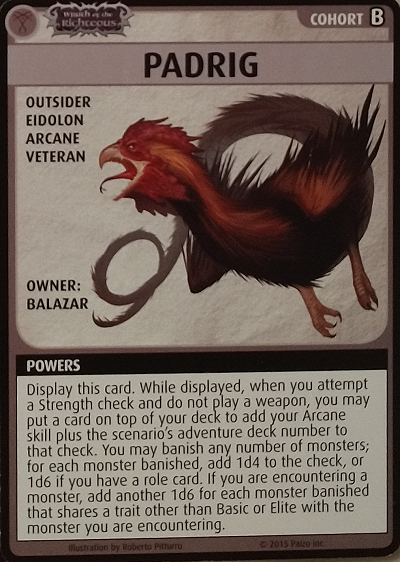 Wrath of the
Righteous
COHORT B
PADRIG
OUTSIDER
EIDOLON
ARCANE
VETERAN
OWNER:
BALAZAR
POWERS
Display this card. While displayed, when you attempt
a Strength check and do not play a weapon, you may
put a card on top of your deck to add your Arcane
skill plus the scenario's adventure deck number to
that check. You may banish any number of monsters;
for each monster banished, add 1d4 to the check, or
1d6 if you have a role card. If you are encountering a
monster, add another 1d6 for each monster banished
that shares a trait other than Basic or Elite with the
monster you are encountering.
Illustration by Roberto Pitturru © 2015 Paizo Inc.